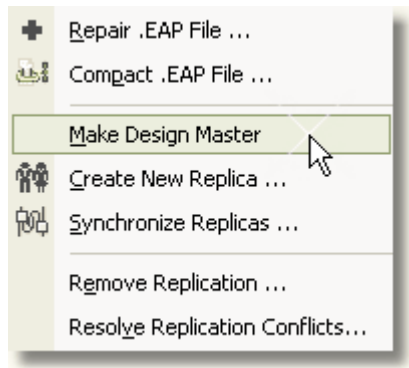 Repair .EAP File ...
Compact .EAP File ...
Make Design Master
Create New Replica ...
Synchronize Replicas ...
Remove Replication ...
Resolve Replication Conflicts...